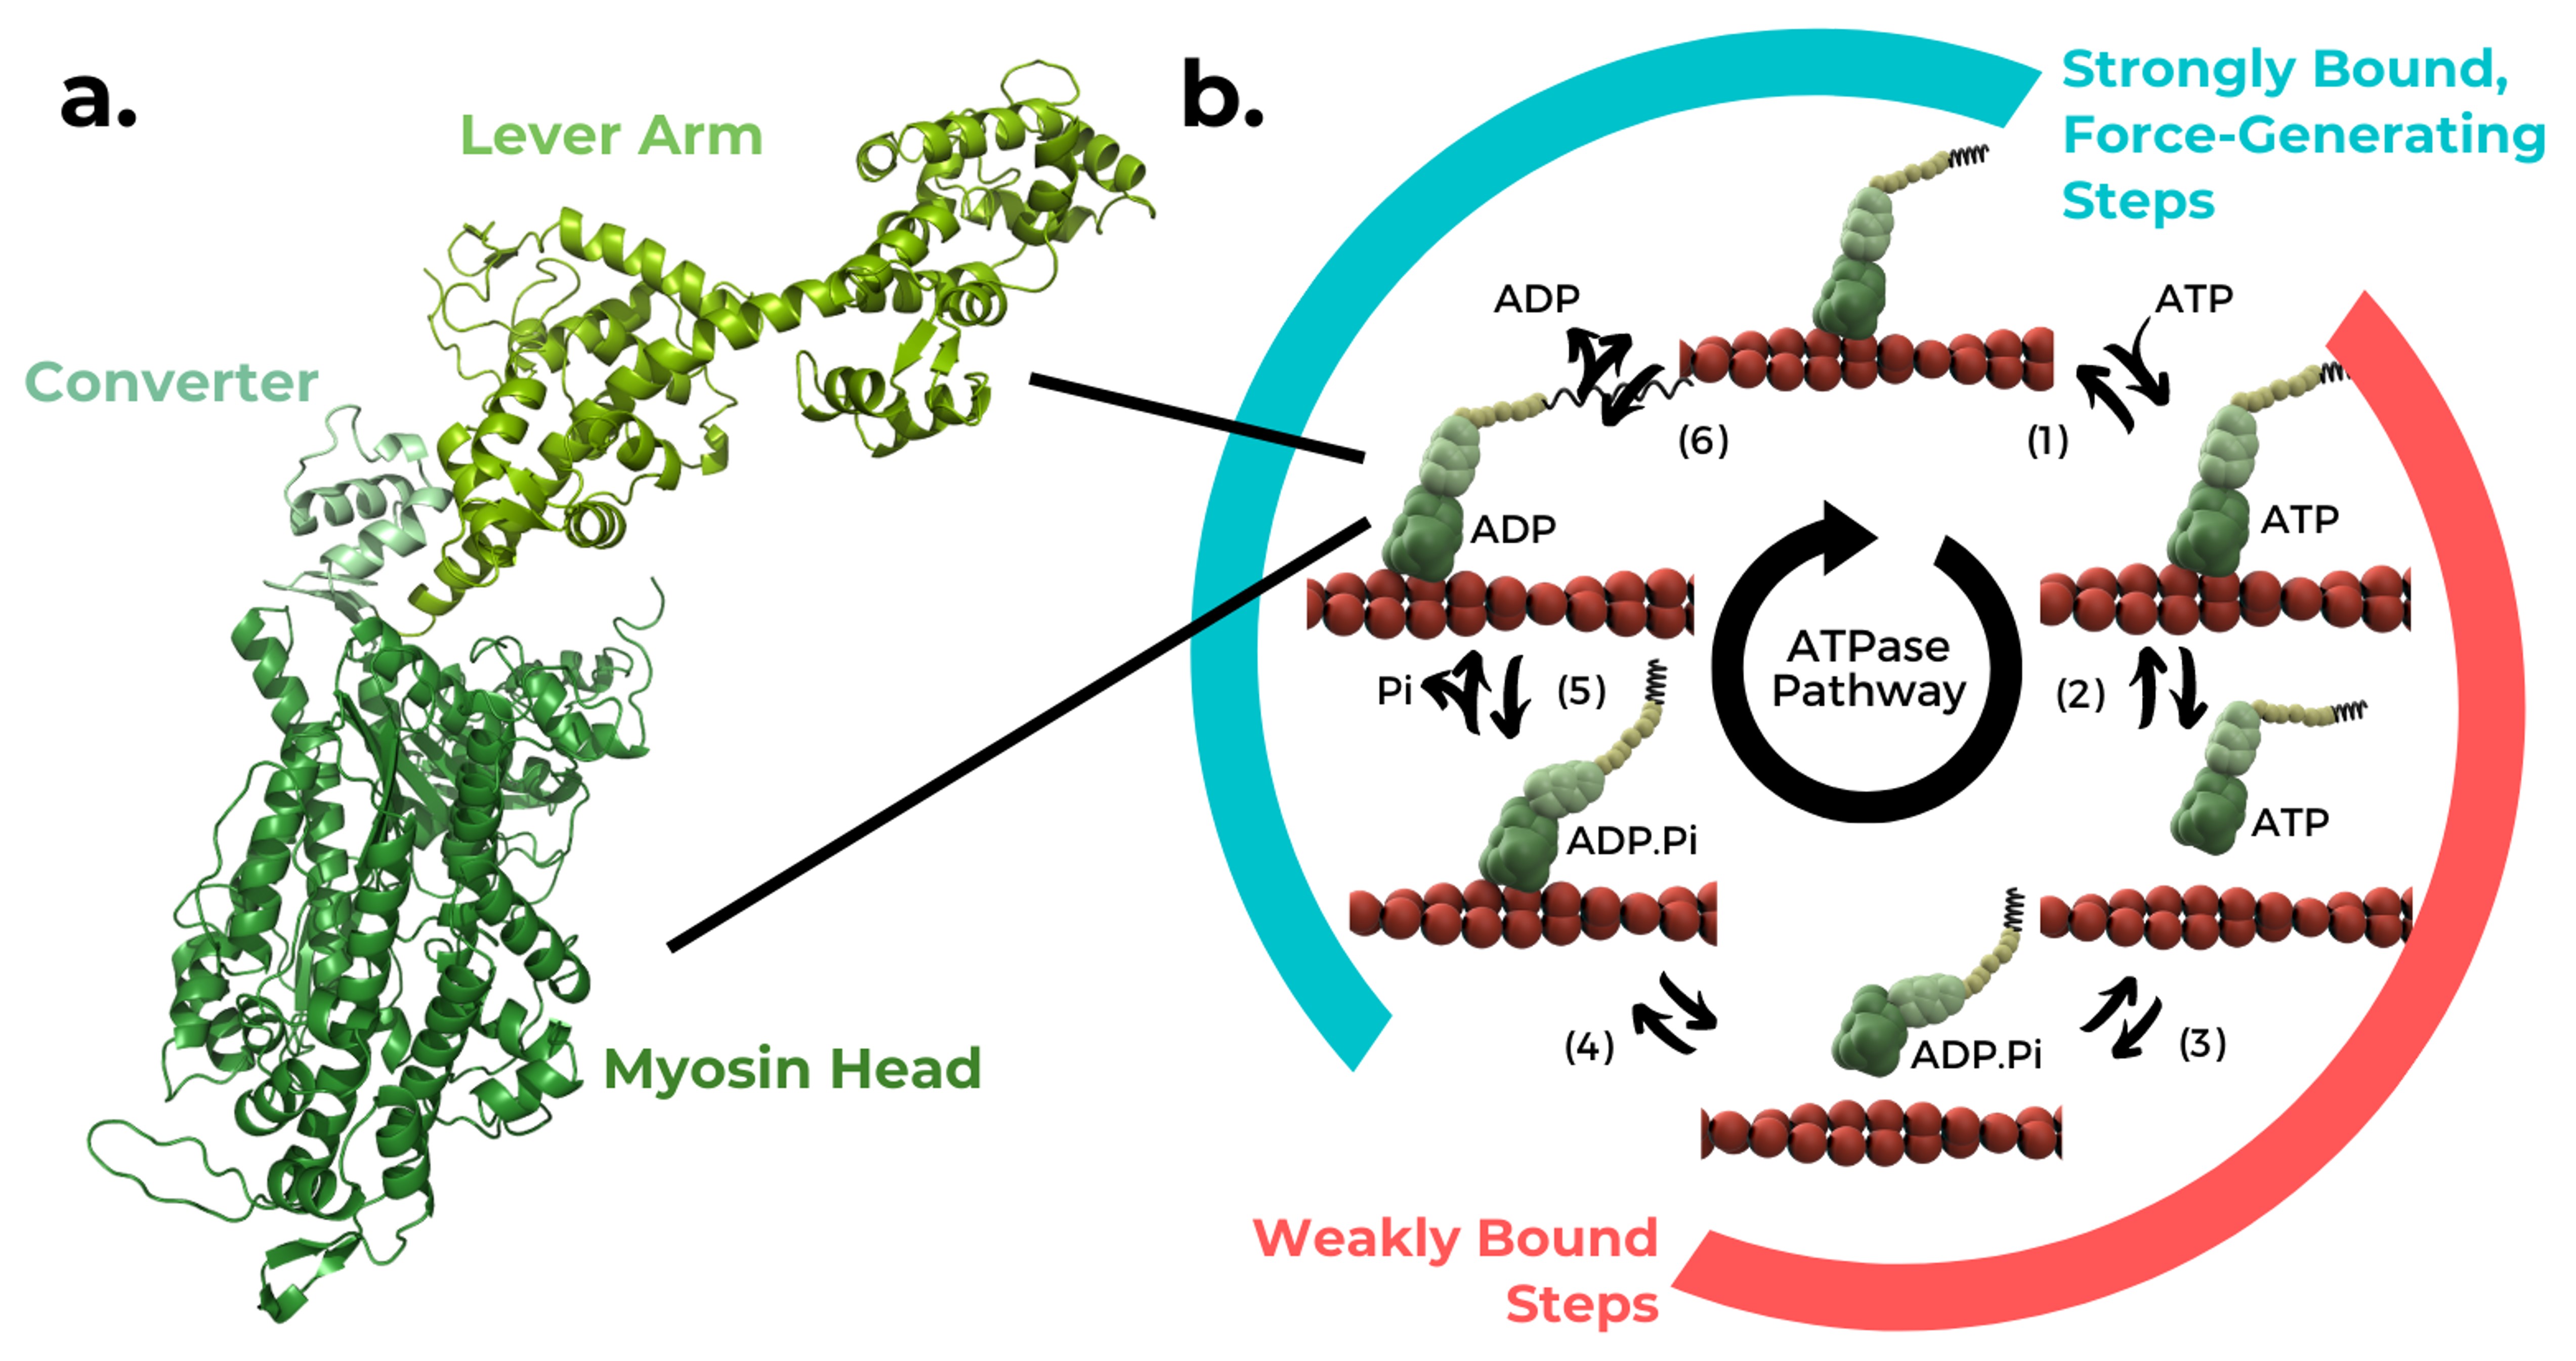 a.
Lever Arm
Converter
Myosin Head
b.
Strongly Bound,
Force-Generating
Steps
ADP
(6)
ATP
(1)
ADP
ATP
ATPase
Pathway
Pi
(5)
(2)
ADP.Pi
ATP
(4)
ADP.Pi
(3)
Weakly Bound
Steps